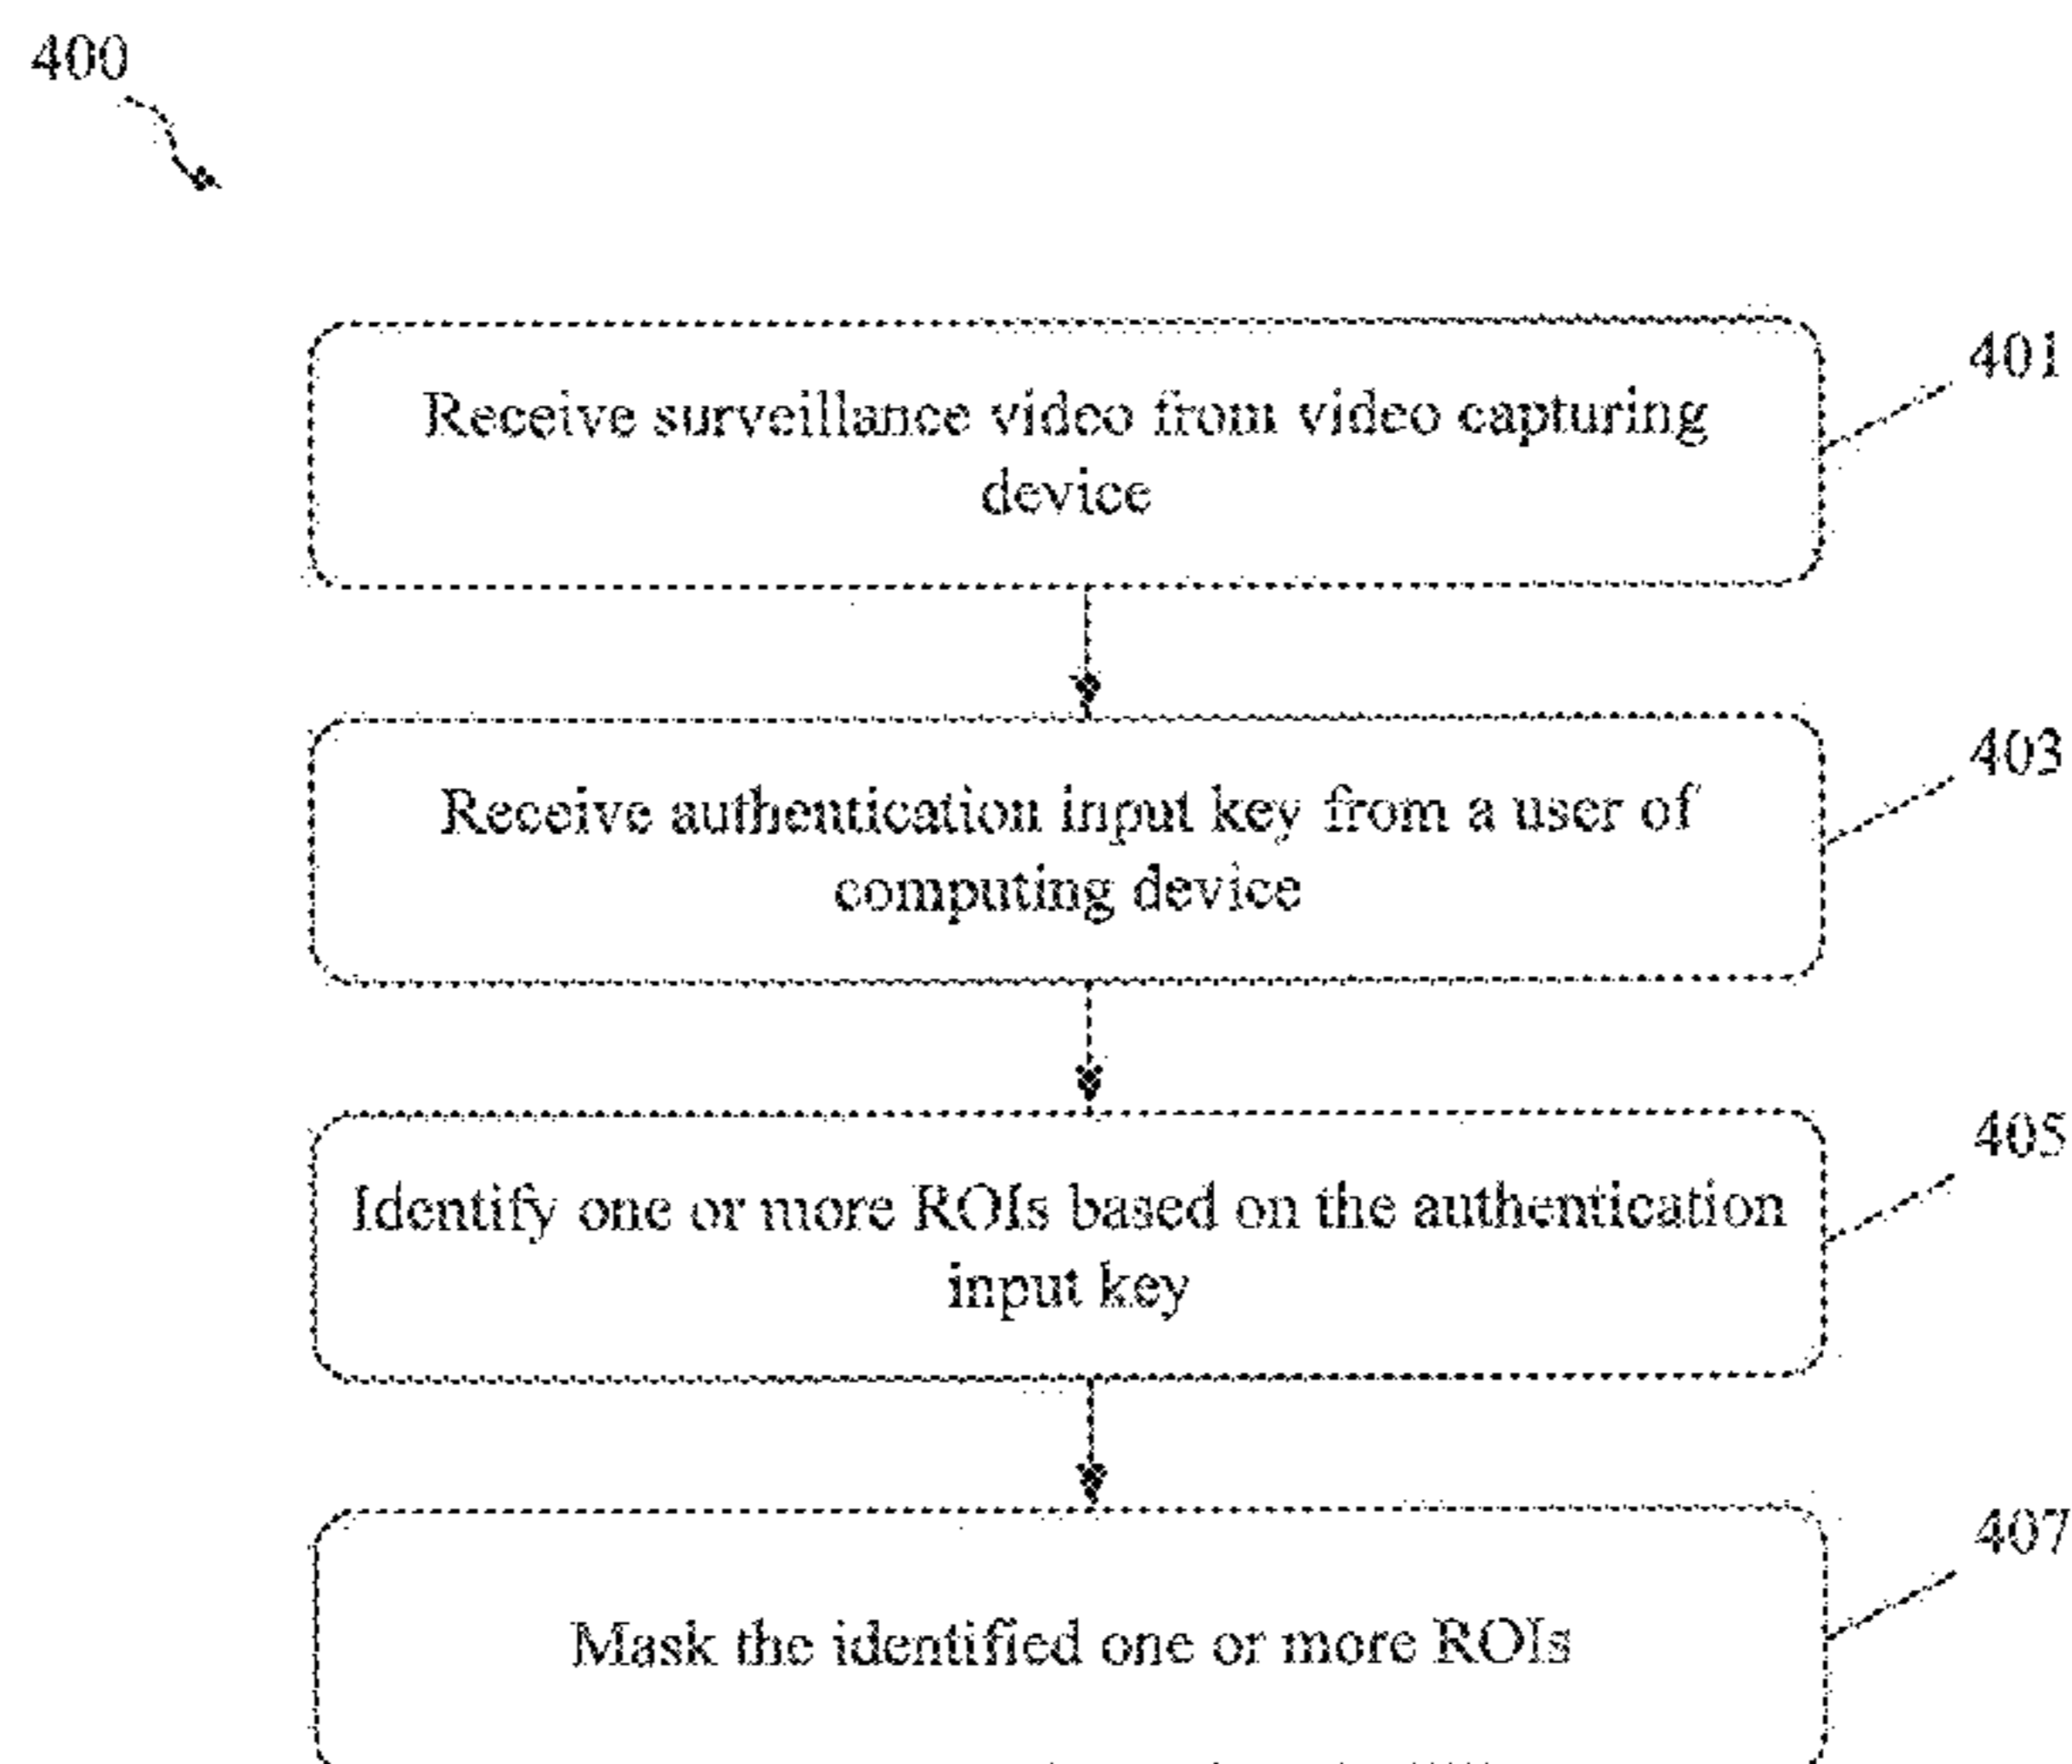 400
401
Receive surveillance video from video capturing
device
403
Receive authentication input key from a user of
computing device
405
Identify one or more ROIs based on the authentication
input key
407
Mask the identified one or more ROIs